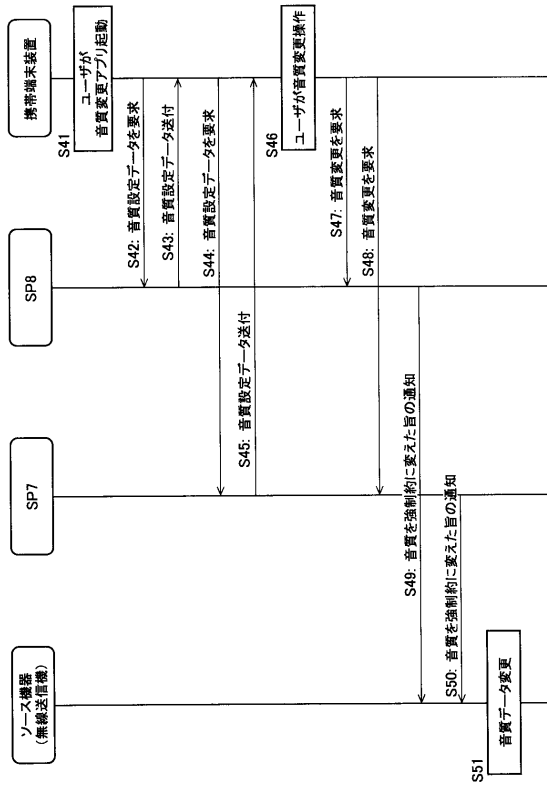 ソース機器
(無線送信機)
SP7
SP8
携帯端末装置
S41
ユーザが
音質変更アプリ起動
S42: 音質設定データを要求
S43: 音質設定データ送付
S44: 音質設定データを要求
S45: 音質設定データ送付
S46
ユーザが音質変更操作
S47: 音質変更を要求
S48: 音質変更を要求
S49: 音質を強制約に変えた旨の通知
S50: 音質を強制約に変えた旨の通知
S51
音質データ変更